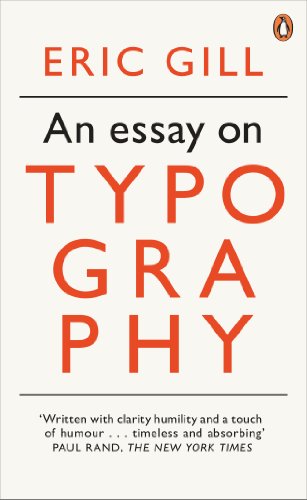 ERIC GILL
An essay on
TYPO
GRA
PHY
‘Written with clarity humility and a touch
of humour . . . timeless and absorbing’
PAUL RAND, THE NEW YORK TIMES